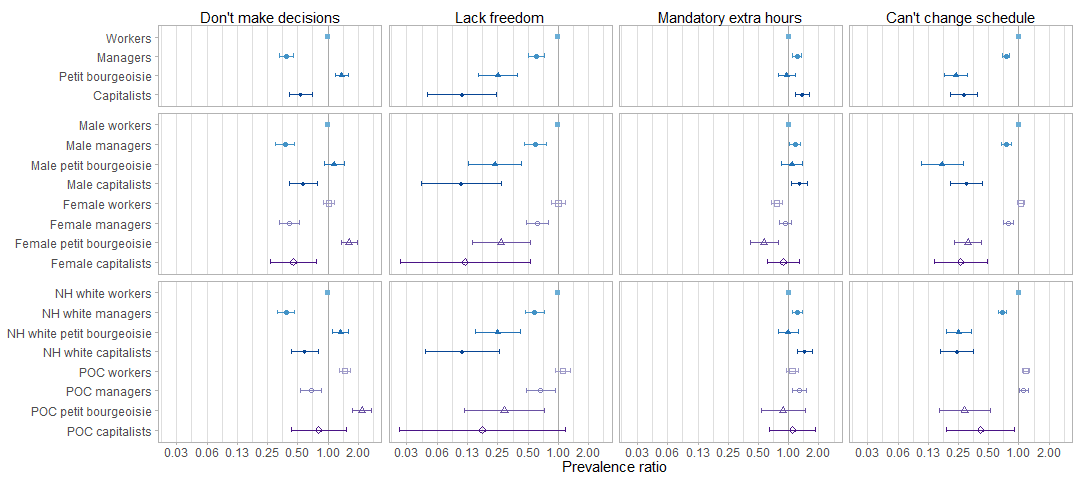 Don't make decisions Lack freedom Mandatory extra hours Can't change schedule
Workers
Managers
Petit bourgeoisie
Capitalists
Male workers
Male managers
Male petit bourgeoisie
Male capitalists
Female workers
Female managers
Female petit bourgeoisie
Female capitalists
NH white workers
NH white managers
NH white petit bourgeoisie
NH white capitalists
POC workers
POC managers
POC petit bourgeoisie
POC capitalists
0.03 0.06 0.13 0.25 0.50 1.00 2.00 0.03 0.06 0.13 0.25 0.50 1.00 2.00 0.03 0.06 0.13 0.25 0.50 1.00 2.00 0.03 0.06 0.13 0.25 0.50 1.00 2.00
Prevalence ratio